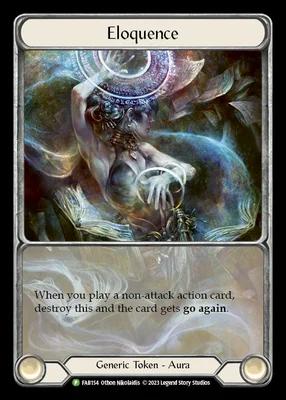 Eloquence
When you play a non-attack action card,
destroy this and the card gets go again.
Generic Token - Aura
P FAB154 Othon Nikolaidis © 2023 Legend Story Studios